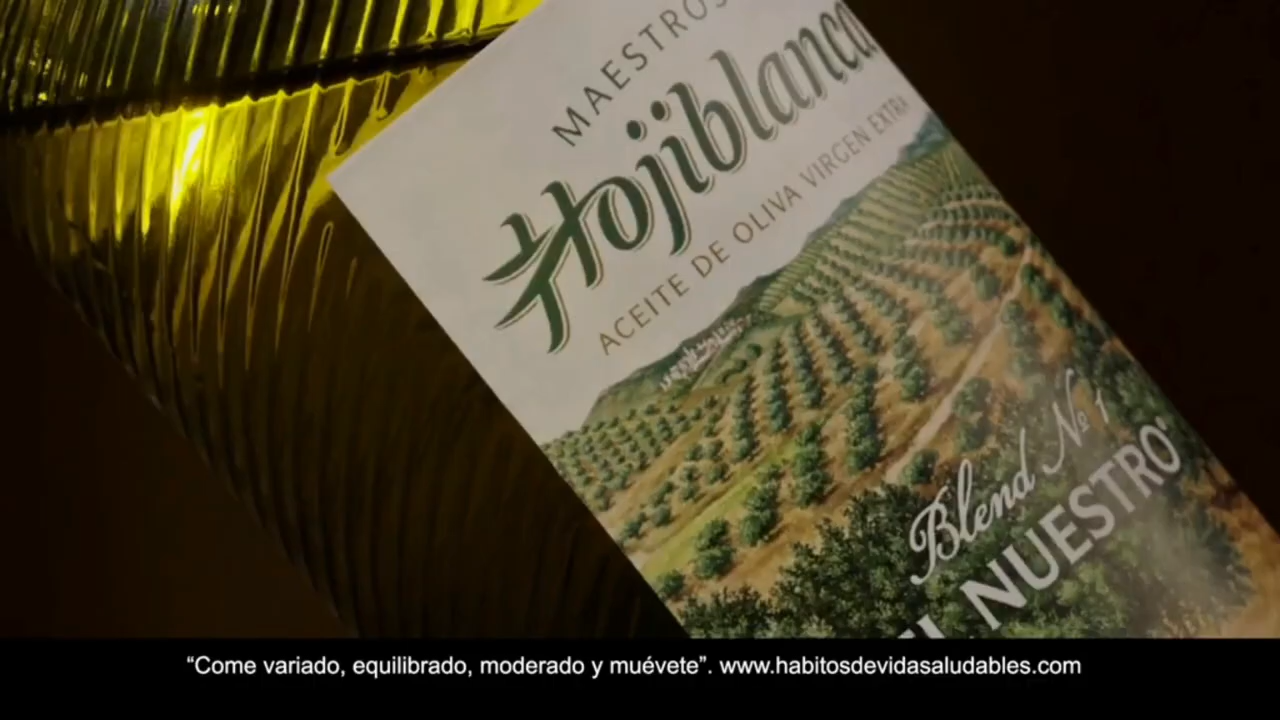 MAESTROS
Hojiblanca
ACEITE DE OLIVA VIRGEN EXTRA
Blend Nº 1
EL NUESTRO
“Come variado, equilibrado, moderado y muévete”. www.habitosdevidasaludables.com